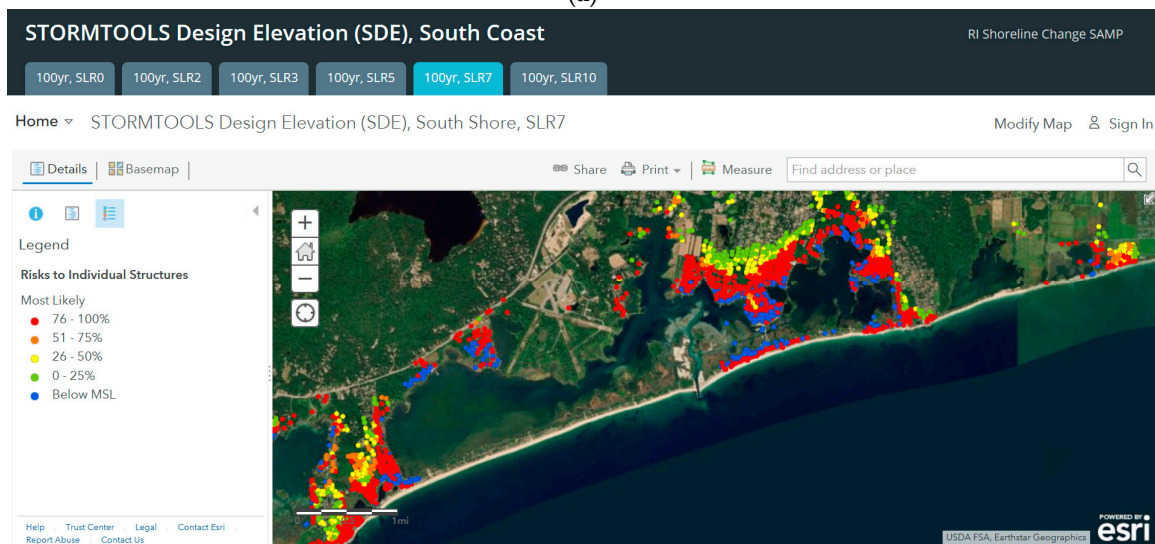 STORMTOOLS Design Elevation (SDE), South Coast
RI Shoreline Change SAMP
100yr, SLR0 100yr, SLR2 100yr, SLR3 100yr, SLR5 100yr, SLR7 100yr, SLR10
Home STORMTOOLS Design Elevation (SDE), South Shore, SLR7
Modify Map Sign In
Details Basemap Share Print Measure Find address or place
Legend
Risks to Individual Structures
Most Likely
76 - 100%
51 - 75%
26 - 50%
0 - 25%
Below MSL
1mi
Help . Trust Center . Legal . Contact Esri .
Report Abuse . Contact Us
USDA FSA, Earthstar Geographics
POWERED BY
esri